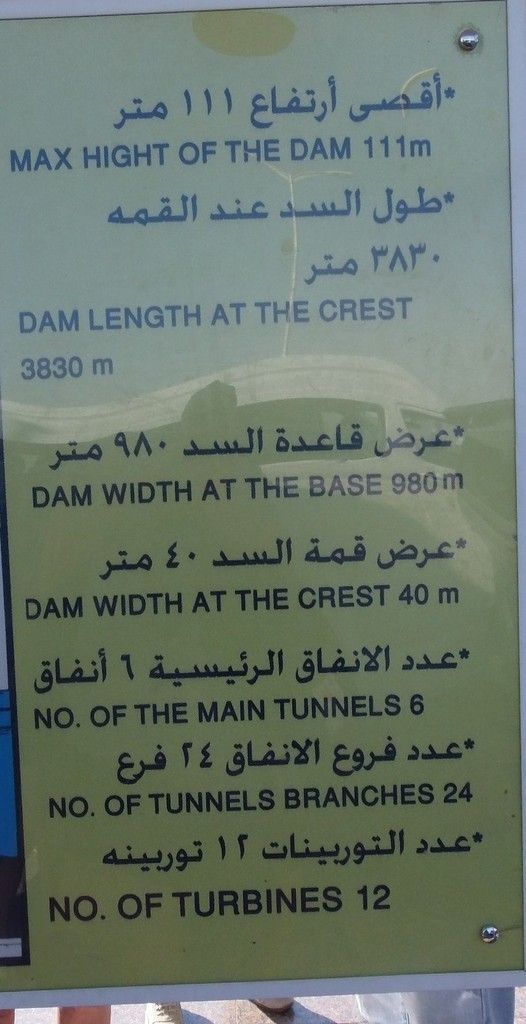 *أقصى أرتفاع ١١١ متر
MAX HIGHT OF THE DAM 111m
*طول السد عند القمه
٣٨٣٠ متر
DAM LENGTH AT THE CREST
3830 m
*عرض قاعدة السد ٩٨٠ متر
DAM WIDTH AT THE BASE 980m
*عرض قمة السد ٤٠ متر
DAM WIDTH AT THE CREST 40 m
*عدد الانفاق الرئيسية ٦ أنفاق
NO. OF THE MAIN TUNNELS 6
*عدد فروع الانفاق ٢٤ فرع
NO. OF TUNNELS BRANCHES 24
*عدد التوربينات ١٢ توربينه
NO. OF TURBINES 12